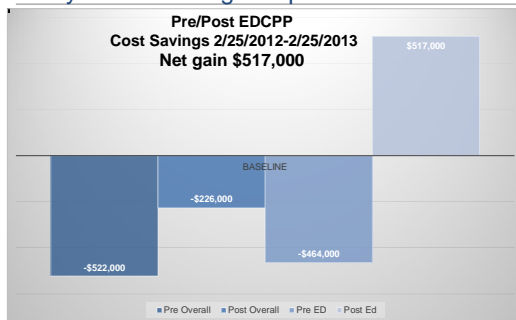 Pre/Post EDCPP
Cost Savings 2/25/2012-2/25/2013
Net gain $517,000
$517,000
BASELINE
-$226,000
-$464,000
-$522,000
Pre Overall Post Overall Pre ED Post Ed